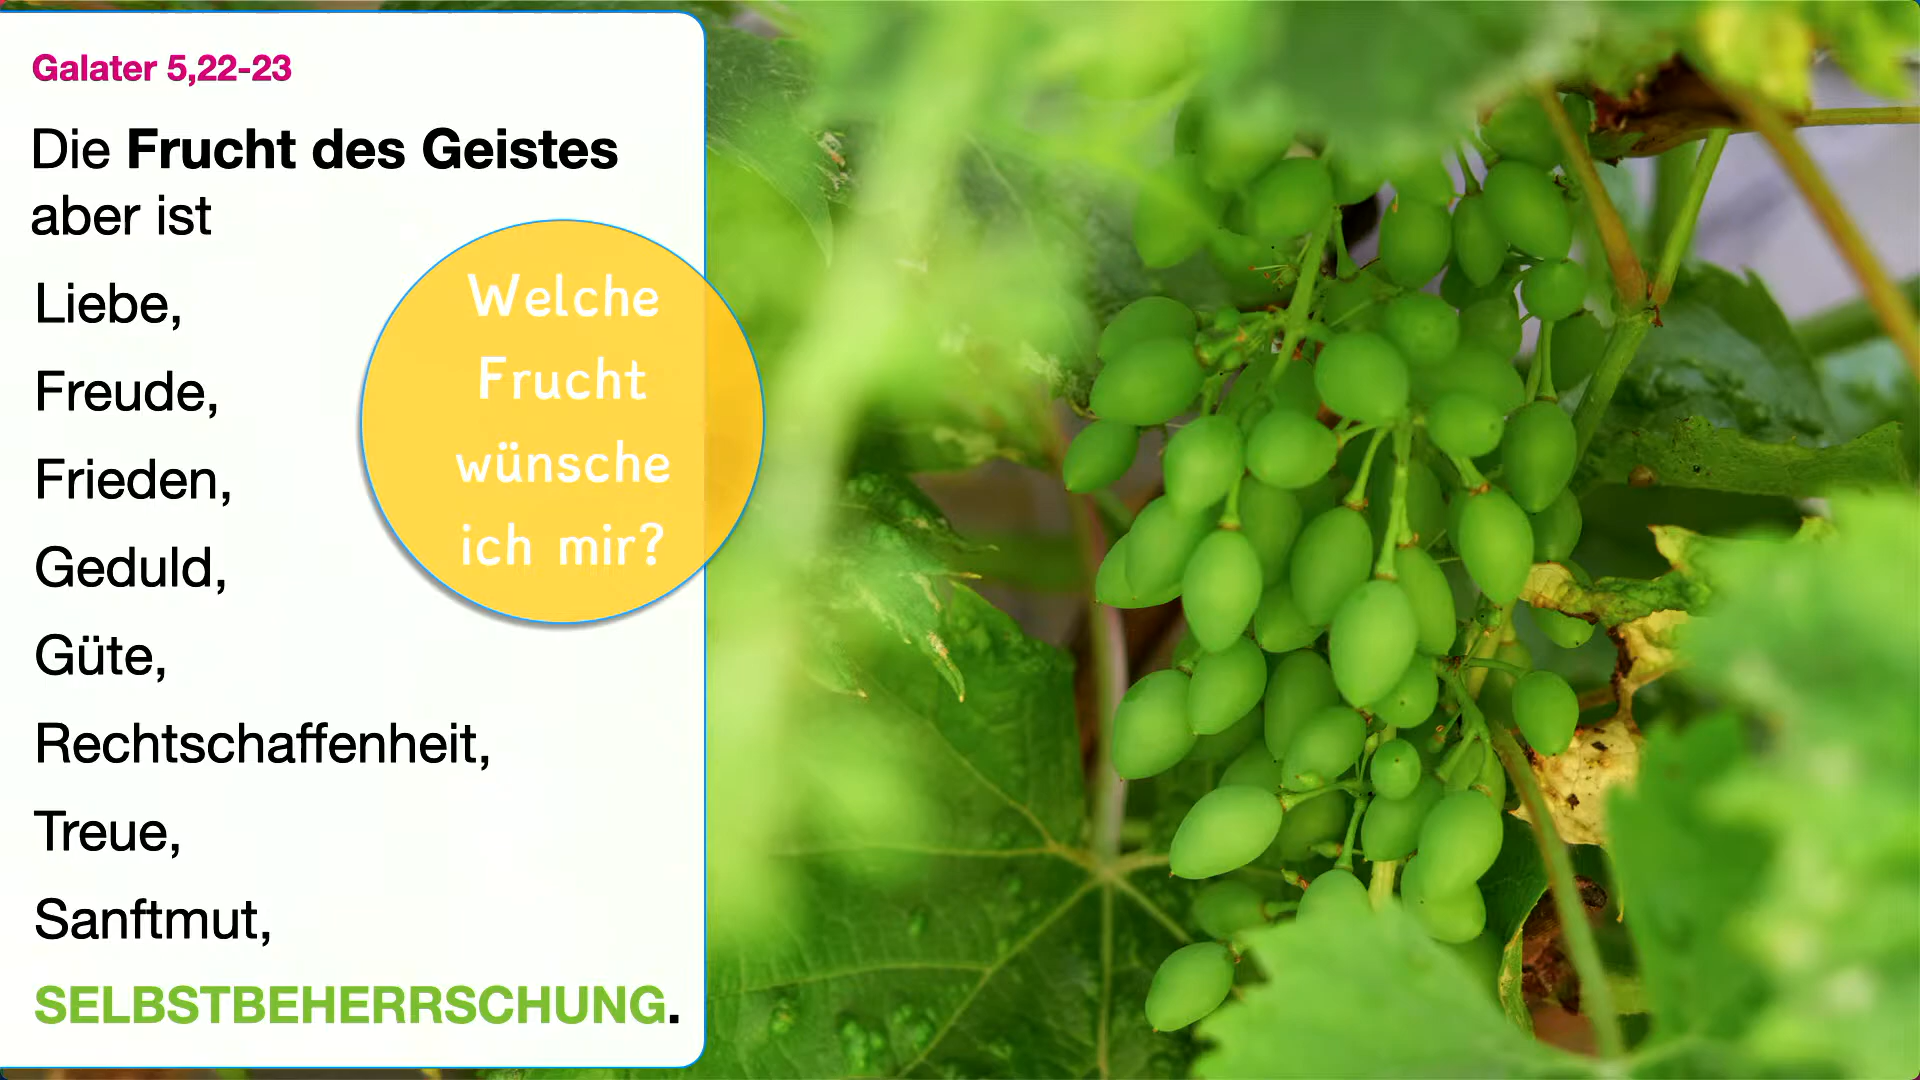 Galater 5,22-23
Die Frucht des Geistes
aber ist
Liebe,
Freude,
Frieden,
Geduld,
Güte,
Rechtschaffenheit,
Treue,
Sanftmut,
SELBSTBEHERRSCHUNG.
Welche
Frucht
wünsche
ich mir?